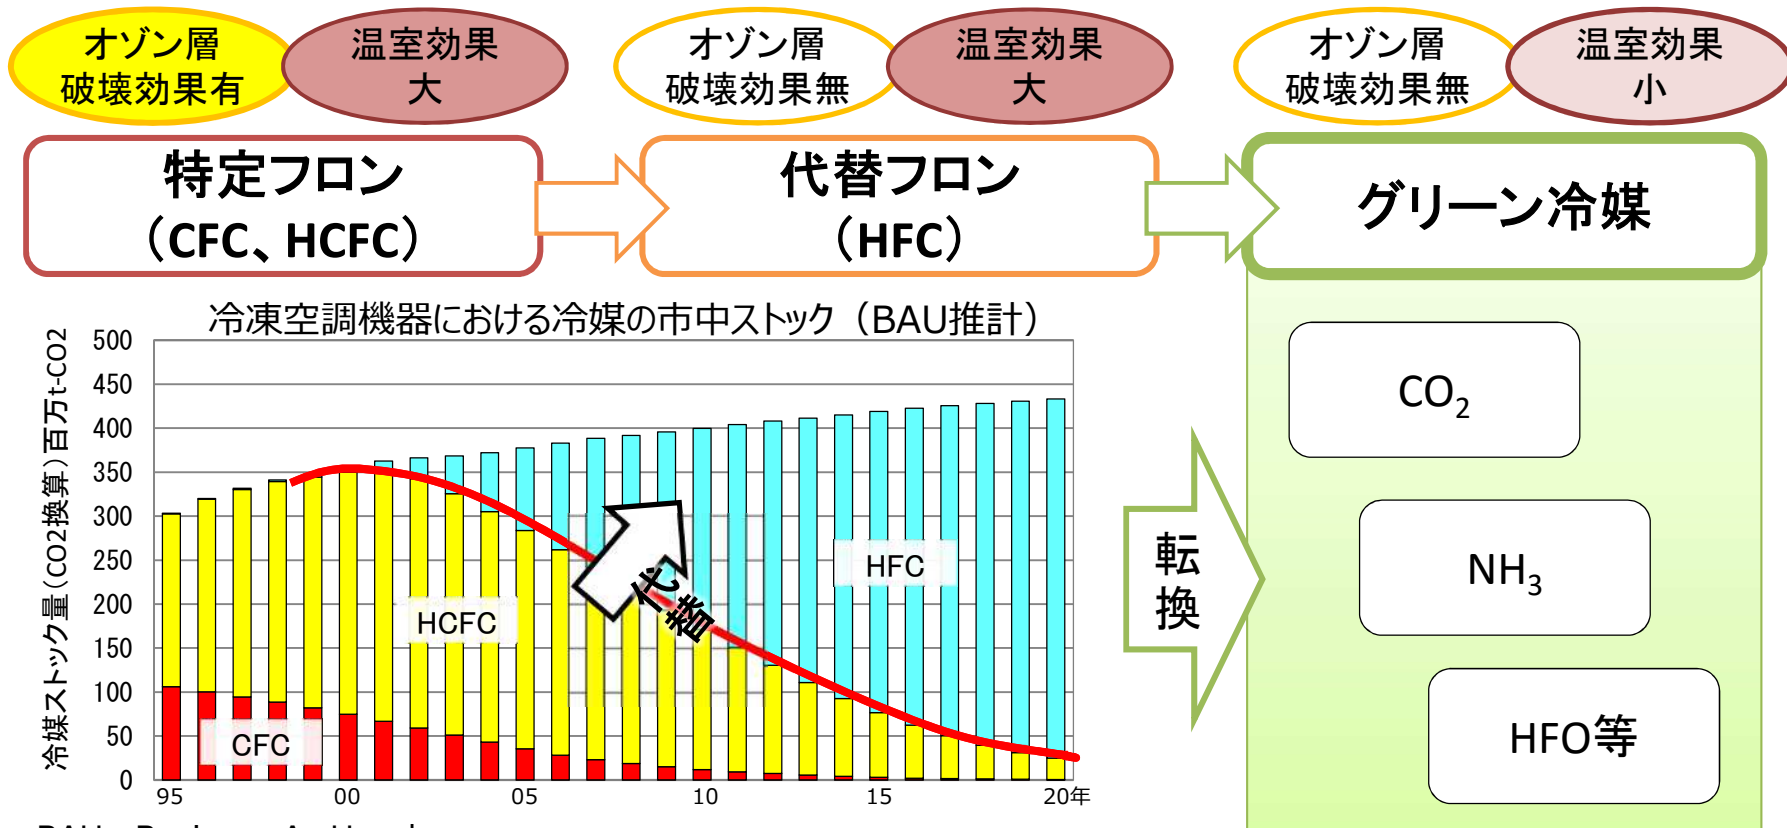 オゾン層
破壊効果有
温室効果
大
オゾン層
破壊効果無
温室効果
大
オゾン層
破壊効果無
温室効果
小
特定フロン
（CFC、HCFC）
代替フロン
（HFC）
グリーン冷媒
冷凍空調機器における冷媒の市中ストック（BAU推計）
冷媒ストック量（CO2換算）百万t-CO2
500
450
400
350
300
250
200
150
100
50
0
95
00
05
10
15
20年
CFC
HCFC
HFC
代替
転換
CO₂
NH₃
HFO等